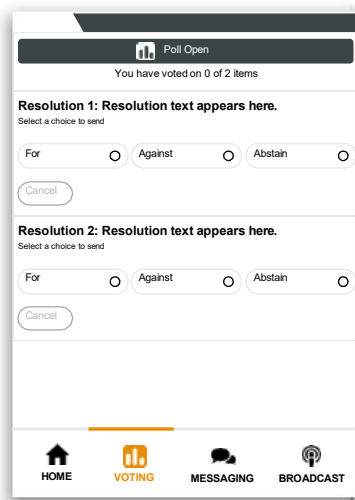 Poll Open
You have voted on 0 of 2 items
Resolution 1: Resolution text appears here.
Select a choice to send
For Against Abstain
Cancel
Resolution 2: Resolution text appears here.
Select a choice to send
For Against Abstain
Cancel
HOME VOTING MESSAGING BROADCAST